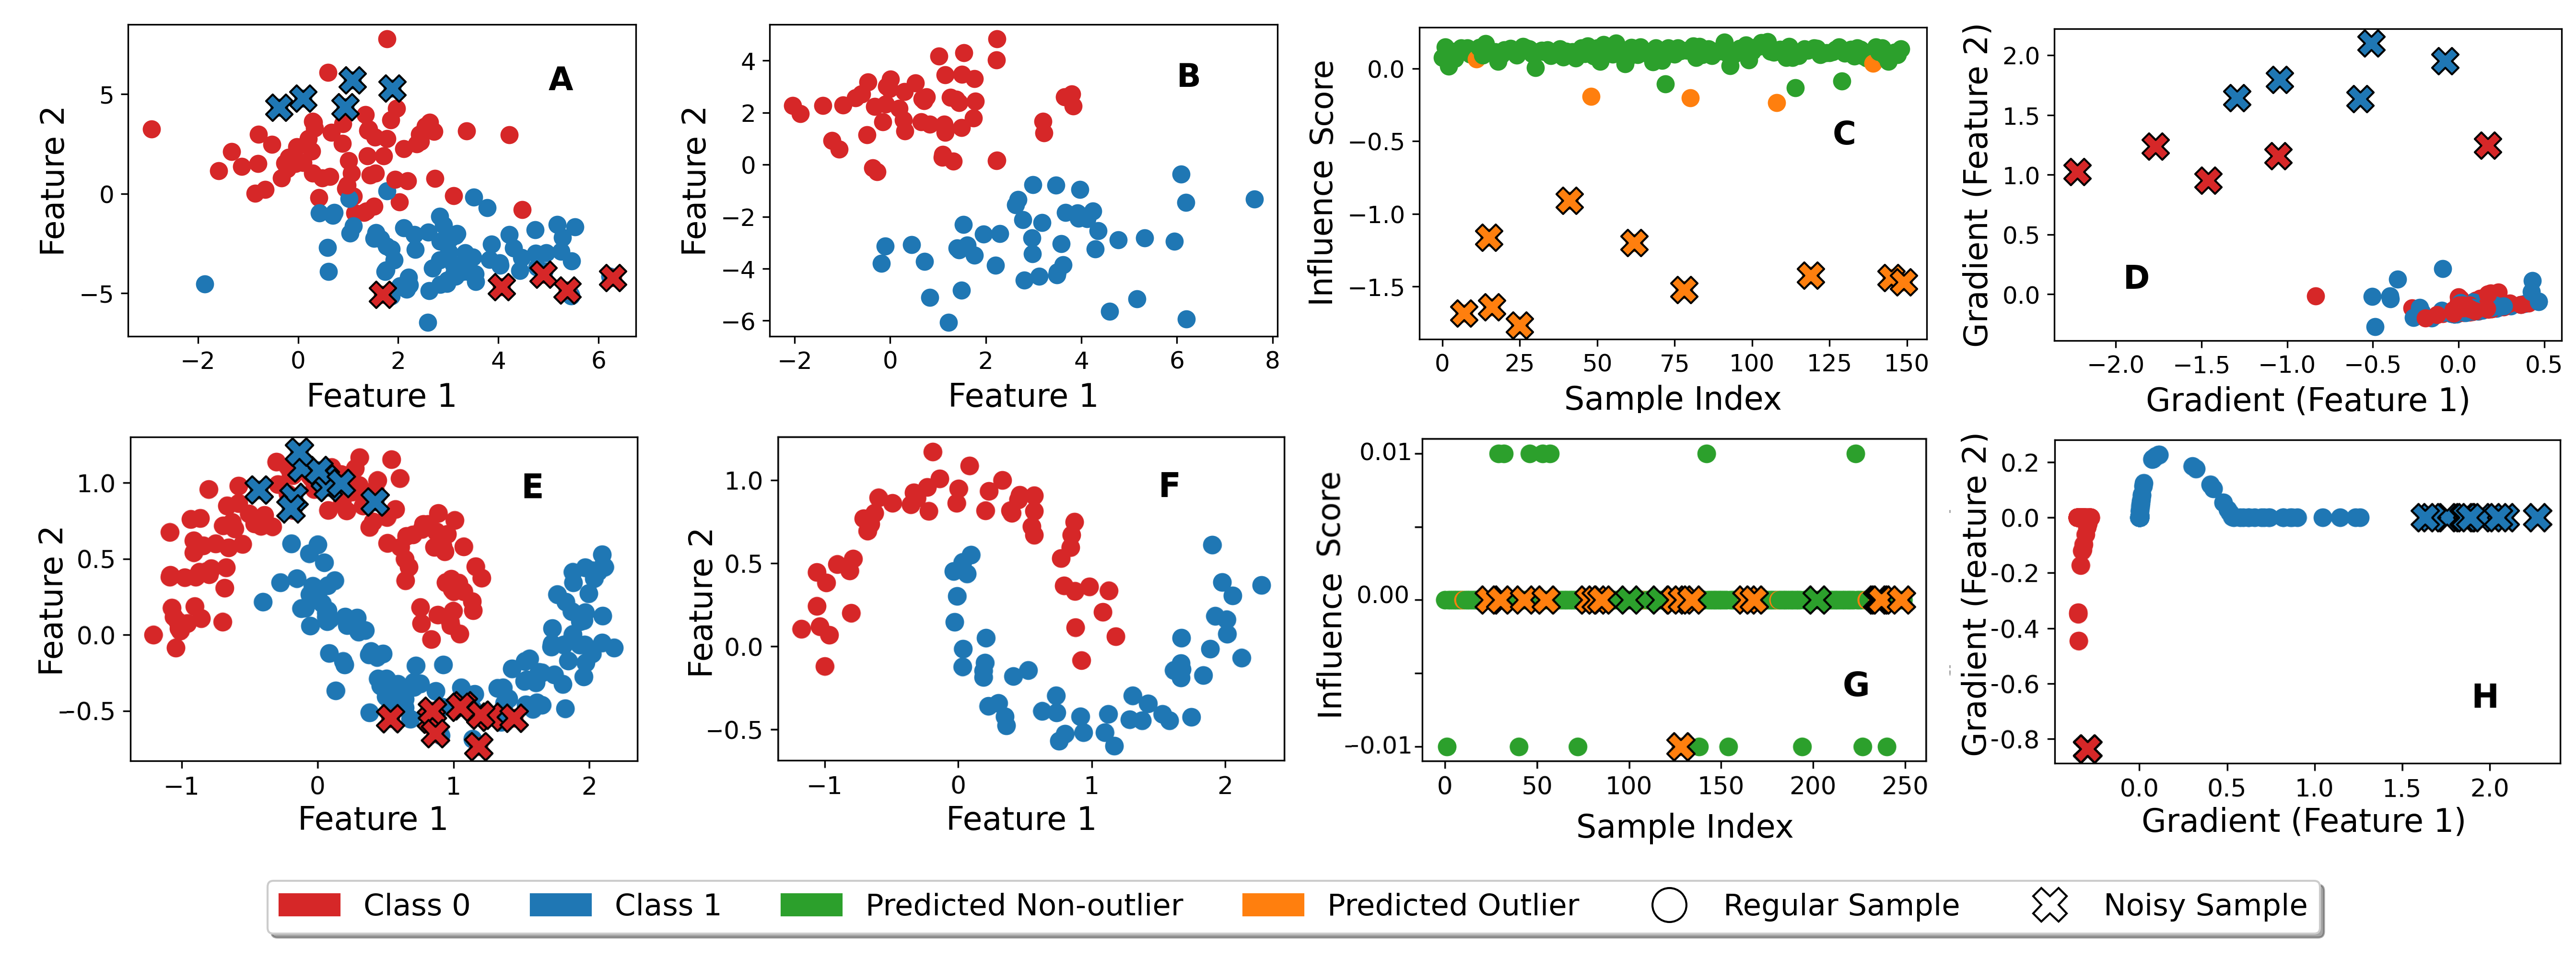 A
5
0
−5
−2
0
2
4
6
Feature 1
Feature 2
B
4
2
0
−2
−4
−6
−2
0
2
4
6
8
Feature 1
Feature 2
C
0.0
−0.5
−1.0
−1.5
0
25
50
75
100
125
150
Sample Index
Influence Score
D
2.0
1.5
1.0
0.5
0.0
−2.0
−1.5
−1.0
−0.5
0.0
0.5
Gradient (Feature 1)
Gradient (Feature 2)
E
1.0
0.5
0.0
−0.5
−1
0
1
2
Feature 1
Feature 2
F
1.0
0.5
0.0
−0.5
−1
0
1
2
Feature 1
Feature 2
G
0.01
0.00
−0.01
0
50
100
150
200
250
Sample Index
Influence Score
H
0.2
0.0
-0.2
-0.4
-0.6
-0.8
0.0
0.5
1.0
1.5
2.0
Gradient (Feature 1)
Gradient (Feature 2)
Class 0
Class 1
Predicted Non-outlier
Predicted Outlier
Regular Sample
Noisy Sample